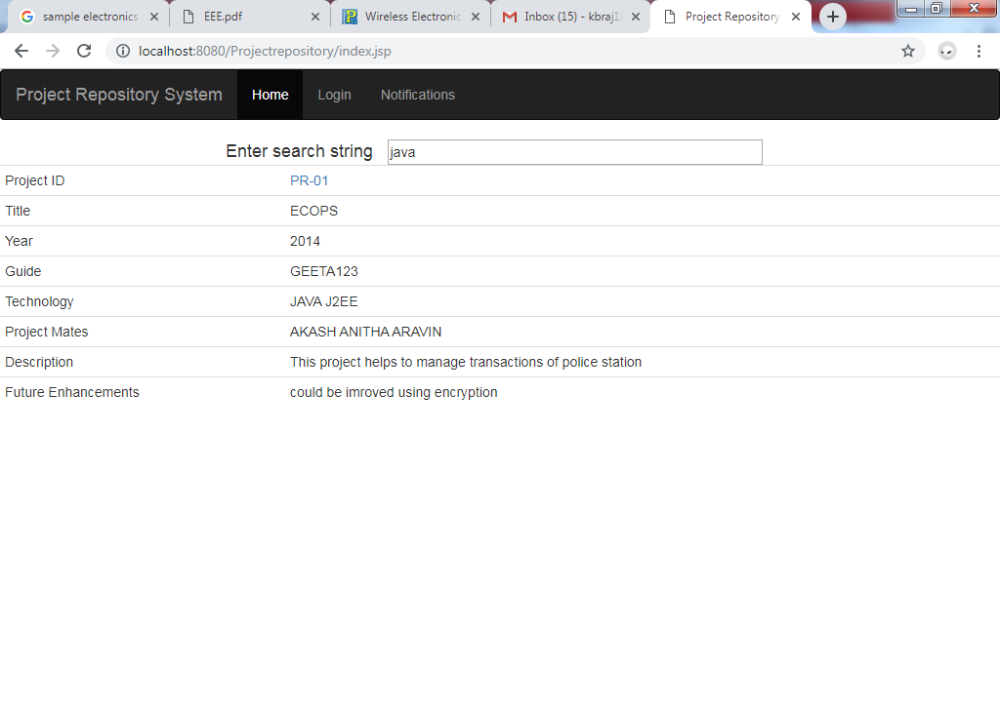 sample electronics
EEE.pdf
Wireless Electronic
Inbox (15) - kbraj1
Project Repository
localhost:8080/Projectrepository/index.jsp
Project Repository System Home Login Notifications
Enter search string java
Project ID PR-01
Title ECOPS
Year 2014
Guide GEETA123
Technology JAVA J2EE
Project Mates AKASH ANITHA ARAVIN
Description This project helps to manage transactions of police station
Future Enhancements could be imroved using encryption